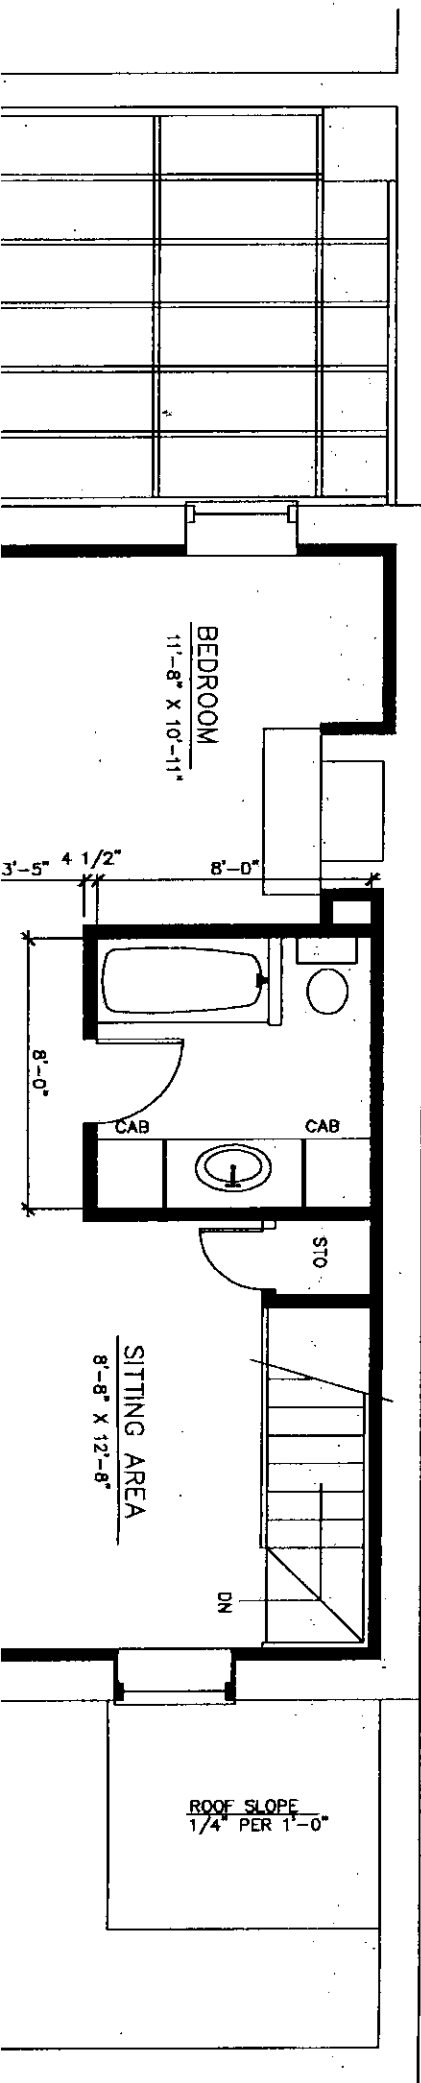 BEDROOM
11'-8" X 10'-11"
3'-5"
4 1/2"
8'-0"
8'-0"
CAB
CAB
STO
SITTING AREA
8'-8" X 12'-8"
DN
ROOF SLOPE
1/4" PER 1'-0"